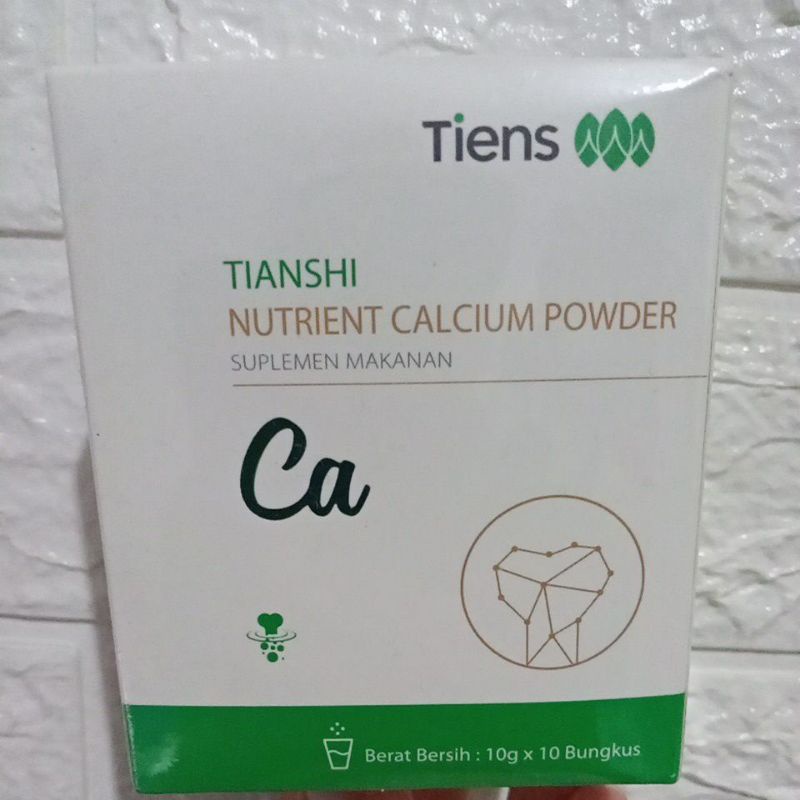 Tiens
TIANSHI
NUTRIENT CALCIUM POWDER
SUPLEMEN MAKANAN
Ca
Berat Bersih : 10g x 10 Bungkus